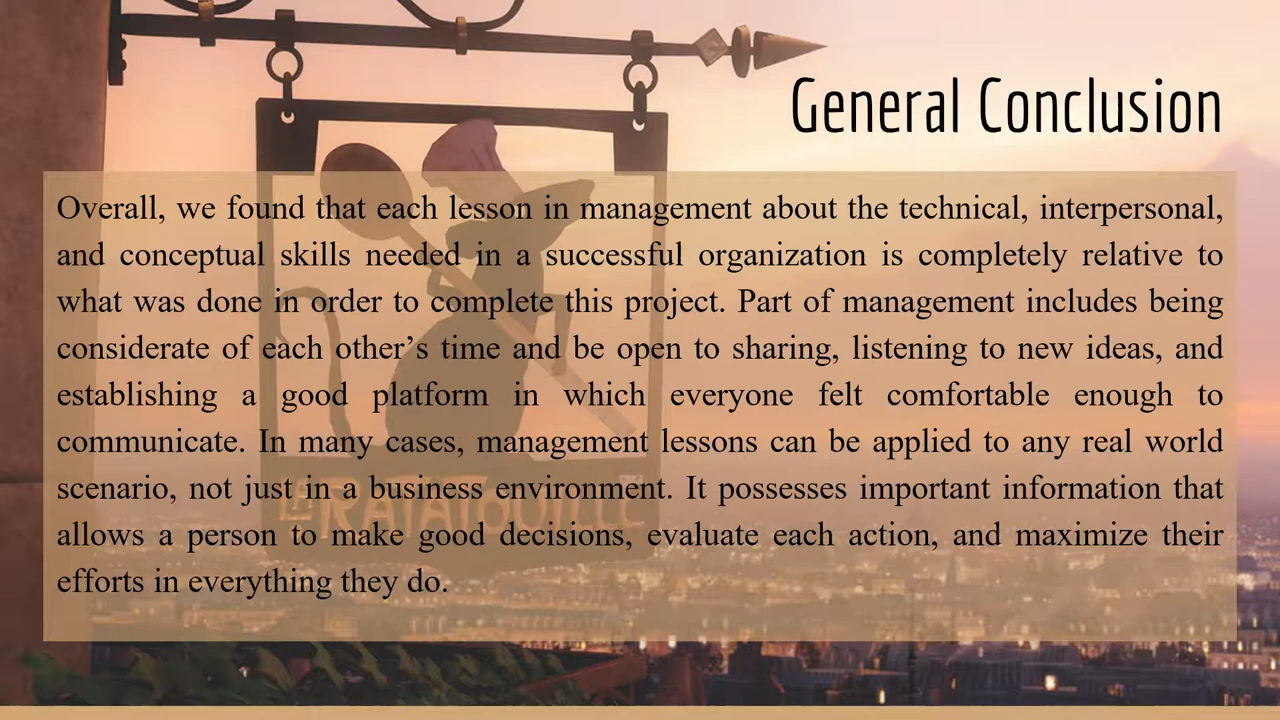 General Conclusion
Overall, we found that each lesson in management about the technical, interpersonal,
and conceptual skills needed in a successful organization is completely relative to
what was done in order to complete this project. Part of management includes being
considerate of each other’s time and be open to sharing, listening to new ideas, and
establishing a good platform in which everyone felt comfortable enough to
communicate. In many cases, management lessons can be applied to any real world
scenario, not just in a business environment. It possesses important information that
allows a person to make good decisions, evaluate each action, and maximize their
efforts in everything they do.
La RATATOUILLE